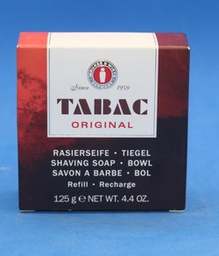 Since 1959
TABAC
ORIGINAL
RASIERSEIFE · TIEGEL
SHAVING SOAP · BOWL
SAVON A BARBE · BOL
Refill · Recharge
125 g e NET WT. 4.4 OZ.